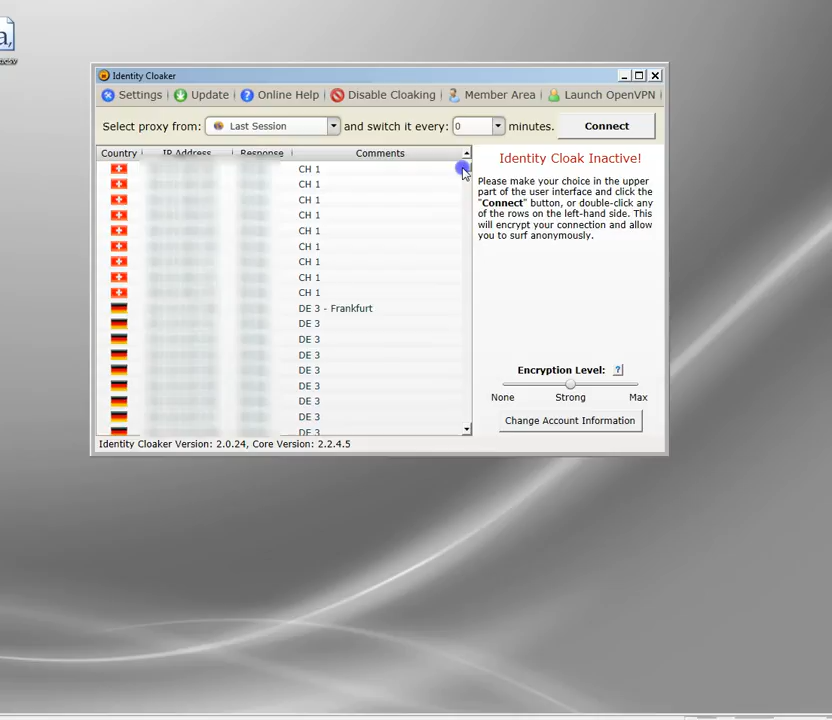 a,
ocsv
Identity Cloaker
Settings Update Online Help Disable Cloaking Member Area Launch OpenVPN
Select proxy from: Last Session and switch it every: 0 minutes. Connect
Country IP Address Response Comments
CH 1
CH 1
CH 1
CH 1
CH 1
CH 1
CH 1
CH 1
CH 1
DE 3 - Frankfurt
DE 3
DE 3
DE 3
DE 3
DE 3
DE 3
DE 3
DE 3
Identity Cloak Inactive!
Please make your choice in the upper
part of the user interface and click the
"Connect" button, or double-click any
of the rows on the left-hand side. This
will encrypt your connection and allow
you to surf anonymously.
Encryption Level: ?
None Strong Max
Change Account Information
Identity Cloaker Version: 2.0.24, Core Version: 2.2.4.5